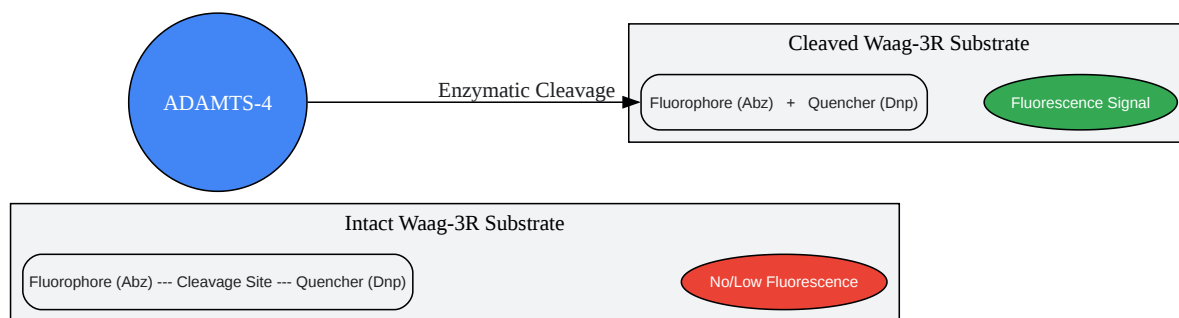 Cleaved Waag-3R Substrate
ADAMTS-4
Enzymatic Cleavage
Fluorophore (Abz) + Quencher (Dnp)
Fluorescence Signal
Intact Waag-3R Substrate
Fluorophore (Abz) --- Cleavage Site --- Quencher (Dnp)
No/Low Fluorescence